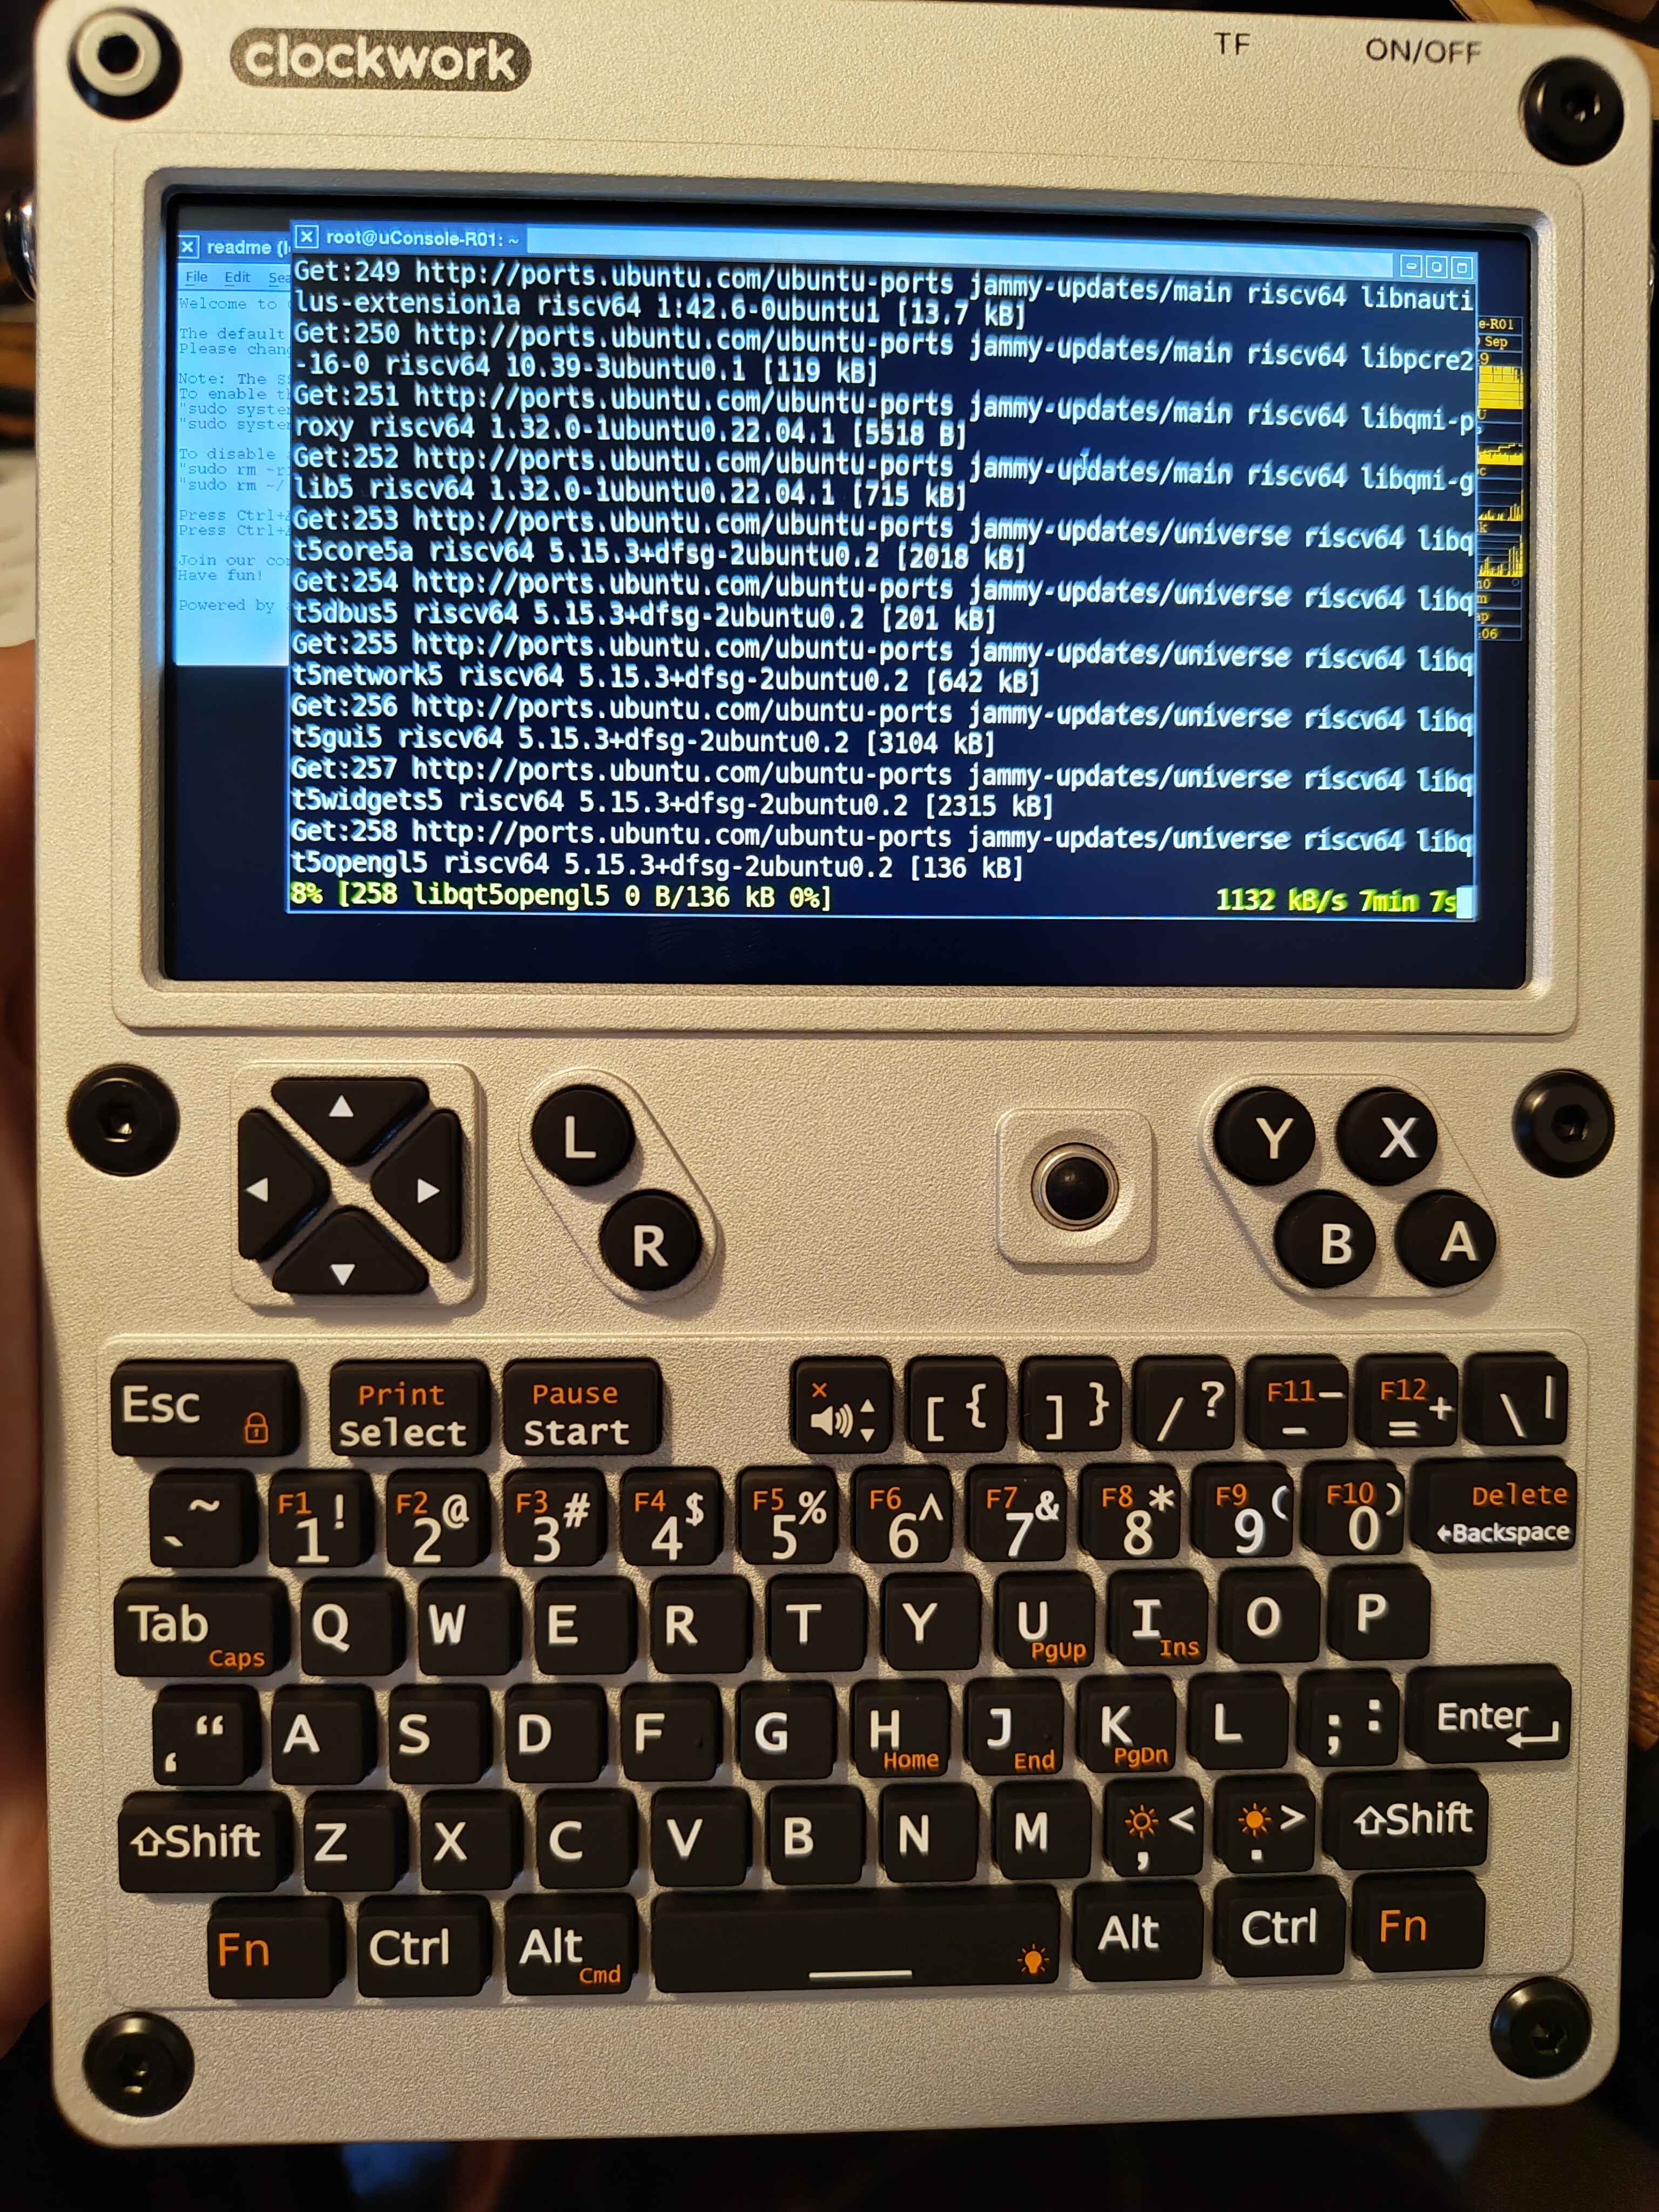 clockwork
TF
ON/OFF
readme
root@uConsole-R01: ~
File Edit
Welcome to
The default
Please
Note: The
To enable
"sudo
"sudo
To disable
"sudo rm
"sudo rm ~/
Press
Press
Join our
Have fun!
Powered by
Get:249 http://ports.ubuntu.com/ubuntu-ports jammy-updates/main riscv64 libnauti
lus-extension1a riscv64 1:42.6-0ubuntu1 [13.7 kB]
Get:250 http://ports.ubuntu.com/ubuntu-ports jammy-updates/main riscv64 libpcre2
-16-0 riscv64 10.39-3ubuntu0.1 [119 kB]
Get:251 http://ports.ubuntu.com/ubuntu-ports jammy-updates/main riscv64 libqmi-p
roxy riscv64 1.32.0-1ubuntu0.22.04.1 [5518 B]
Get:252 http://ports.ubuntu.com/ubuntu-ports jammy-updates/main riscv64 libqmi-g
lib5 riscv64 1.32.0-1ubuntu0.22.04.1 [715 kB]
Get:253 http://ports.ubuntu.com/ubuntu-ports jammy-updates/universe riscv64 libq
t5core5a riscv64 5.15.3+dfsg-2ubuntu0.2 [2018 kB]
Get:254 http://ports.ubuntu.com/ubuntu-ports jammy-updates/universe riscv64 libq
t5dbus5 riscv64 5.15.3+dfsg-2ubuntu0.2 [201 kB]
Get:255 http://ports.ubuntu.com/ubuntu-ports jammy-updates/universe riscv64 libq
t5network5 riscv64 5.15.3+dfsg-2ubuntu0.2 [642 kB]
Get:256 http://ports.ubuntu.com/ubuntu-ports jammy-updates/universe riscv64 libq
t5gui5 riscv64 5.15.3+dfsg-2ubuntu0.2 [3104 kB]
Get:257 http://ports.ubuntu.com/ubuntu-ports jammy-updates/universe riscv64 libq
t5widgets5 riscv64 5.15.3+dfsg-2ubuntu0.2 [2315 kB]
Get:258 http://ports.ubuntu.com/ubuntu-ports jammy-updates/universe riscv64 libq
t5opengl5 riscv64 5.15.3+dfsg-2ubuntu0.2 [136 kB]
8% [258 libqt5opengl5 0 B/136 kB 0%] 1132 kB/s 7min 7s
e-R01
Sep
L
R
Y X
B A
Esc Print Select Pause Start [ { ] } / ? F11 – - F12 + = \ |
~ ` F1 ! 1 F2 @ 2 F3 # 3 F4 $ 4 F5 % 5 F6 ^ 6 F7 & 7 F8 * 8 F9 ( 9 F10 ) 0 Delete ←Backspace
Tab Caps Q W E R T Y U PgUp I Ins O P
“ ‘ A S D F G H Home J End K PgDn L ; : Enter
⇧Shift Z X C V B N M , < . > ⇧Shift
Fn Ctrl Alt Cmd Alt Ctrl Fn